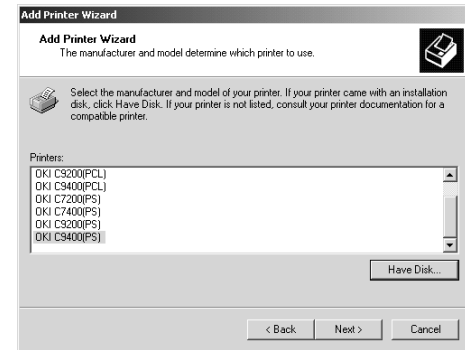 Add Printer Wizard
Add Printer Wizard
The manufacturer and model determine which printer to use.
Select the manufacturer and model of your printer. If your printer came with an installation
disk, click Have Disk. If your printer is not listed, consult your printer documentation for a
compatible printer.
Printers:
OKI C9200(PCL)
OKI C9400(PCL)
OKI C7200(PS)
OKI C7400(PS)
OKI C9200(PS)
OKI C9400(PS)
Have Disk...
< Back
Next >
Cancel